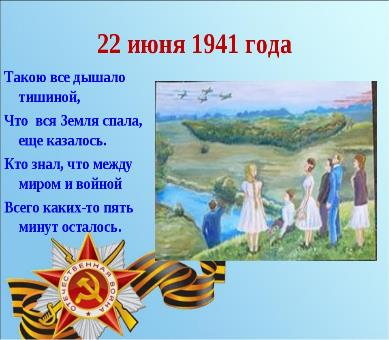 22 июня 1941 года
Такою все дышало
тишиной,
Что вся Земля спала,
еще казалось.
Кто знал, что между
миром и войной
Всего каких-то пять
минут осталось.
ОТЕЧЕСТВЕННАЯ ВОЙНА